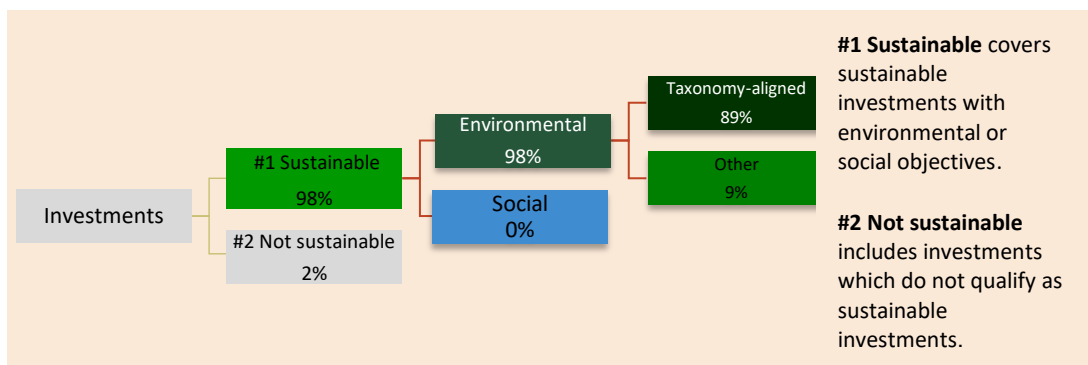 Investments
#1 Sustainable
98%
#2 Not sustainable
2%
Environmental
98%
Social
0%
Taxonomy-aligned
89%
Other
9%
#1 Sustainable covers
sustainable
investments with
environmental or
social objectives.
#2 Not sustainable
includes investments
which do not qualify as
sustainable
investments.